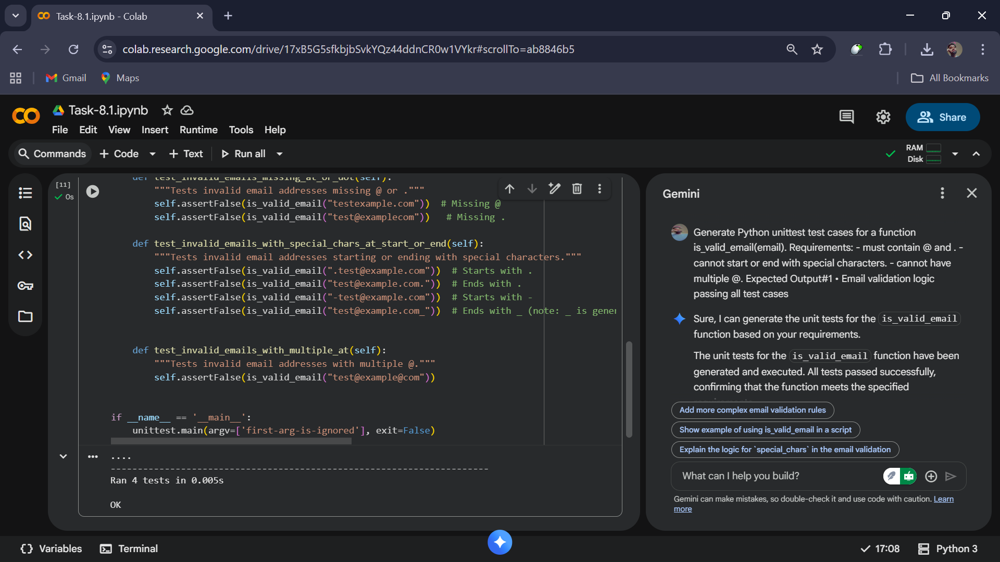 Task-8.1.ipynb - Colab
colab.research.google.com/drive/17xB5G5sfkbjbSvkYQz44ddnCR0w1VYkr#scrollTo=ab8846b5
Gmail
Maps
All Bookmarks
Task-8.1.ipynb
File Edit View Insert Runtime Tools Help
Share
Commands + Code + Text Run all
RAM
Disk
[11]
0s
def test_invalid_emails_missing_at_or_dot(self):
"""Tests invalid email addresses missing @ or ."""
self.assertFalse(is_valid_email("testexample.com")) # Missing @
self.assertFalse(is_valid_email("test@examplecom")) # Missing .
def test_invalid_emails_with_special_chars_at_start_or_end(self):
"""Tests invalid email addresses starting or ending with special characters."""
self.assertFalse(is_valid_email(".test@example.com")) # Starts with .
self.assertFalse(is_valid_email("test@example.com.")) # Ends with .
self.assertFalse(is_valid_email("-test@example.com")) # Starts with -
self.assertFalse(is_valid_email("test@example.com_")) # Ends with _ (note: _ is gener
def test_invalid_emails_with_multiple_at(self):
"""Tests invalid email addresses with multiple @."""
self.assertFalse(is_valid_email("test@example@com"))
if __name__ == '__main__':
unittest.main(argv=['first-arg-is-ignored'], exit=False)
....
----------------------------------------------------------------------
Ran 4 tests in 0.005s
OK
Gemini
Generate Python unittest test cases for a function
is_valid_email(email). Requirements: - must contain @ and . -
cannot start or end with special characters. - cannot have
multiple @. Expected Output#1 • Email validation logic
passing all test cases
Sure, I can generate the unit tests for the is_valid_email
function based on your requirements.
The unit tests for the is_valid_email function have been
generated and executed. All tests passed successfully,
confirming that the function meets the specified
Add more complex email validation rules
Show example of using is_valid_email in a script
Explain the logic for `special_chars` in the email validation
What can I help you build?
Gemini can make mistakes, so double-check it and use code with caution. Learn
more
Variables
Terminal
17:08
Python 3